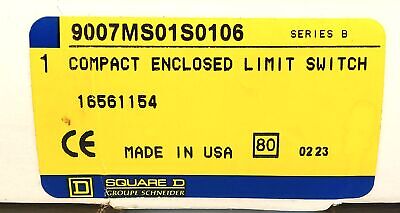 9007MS01S0106 SERIES B
1 COMPACT ENCLOSED LIMIT SWITCH
16561154
CE MADE IN USA 80 0223
D SQUARE D
GROUPE SCHNEIDER